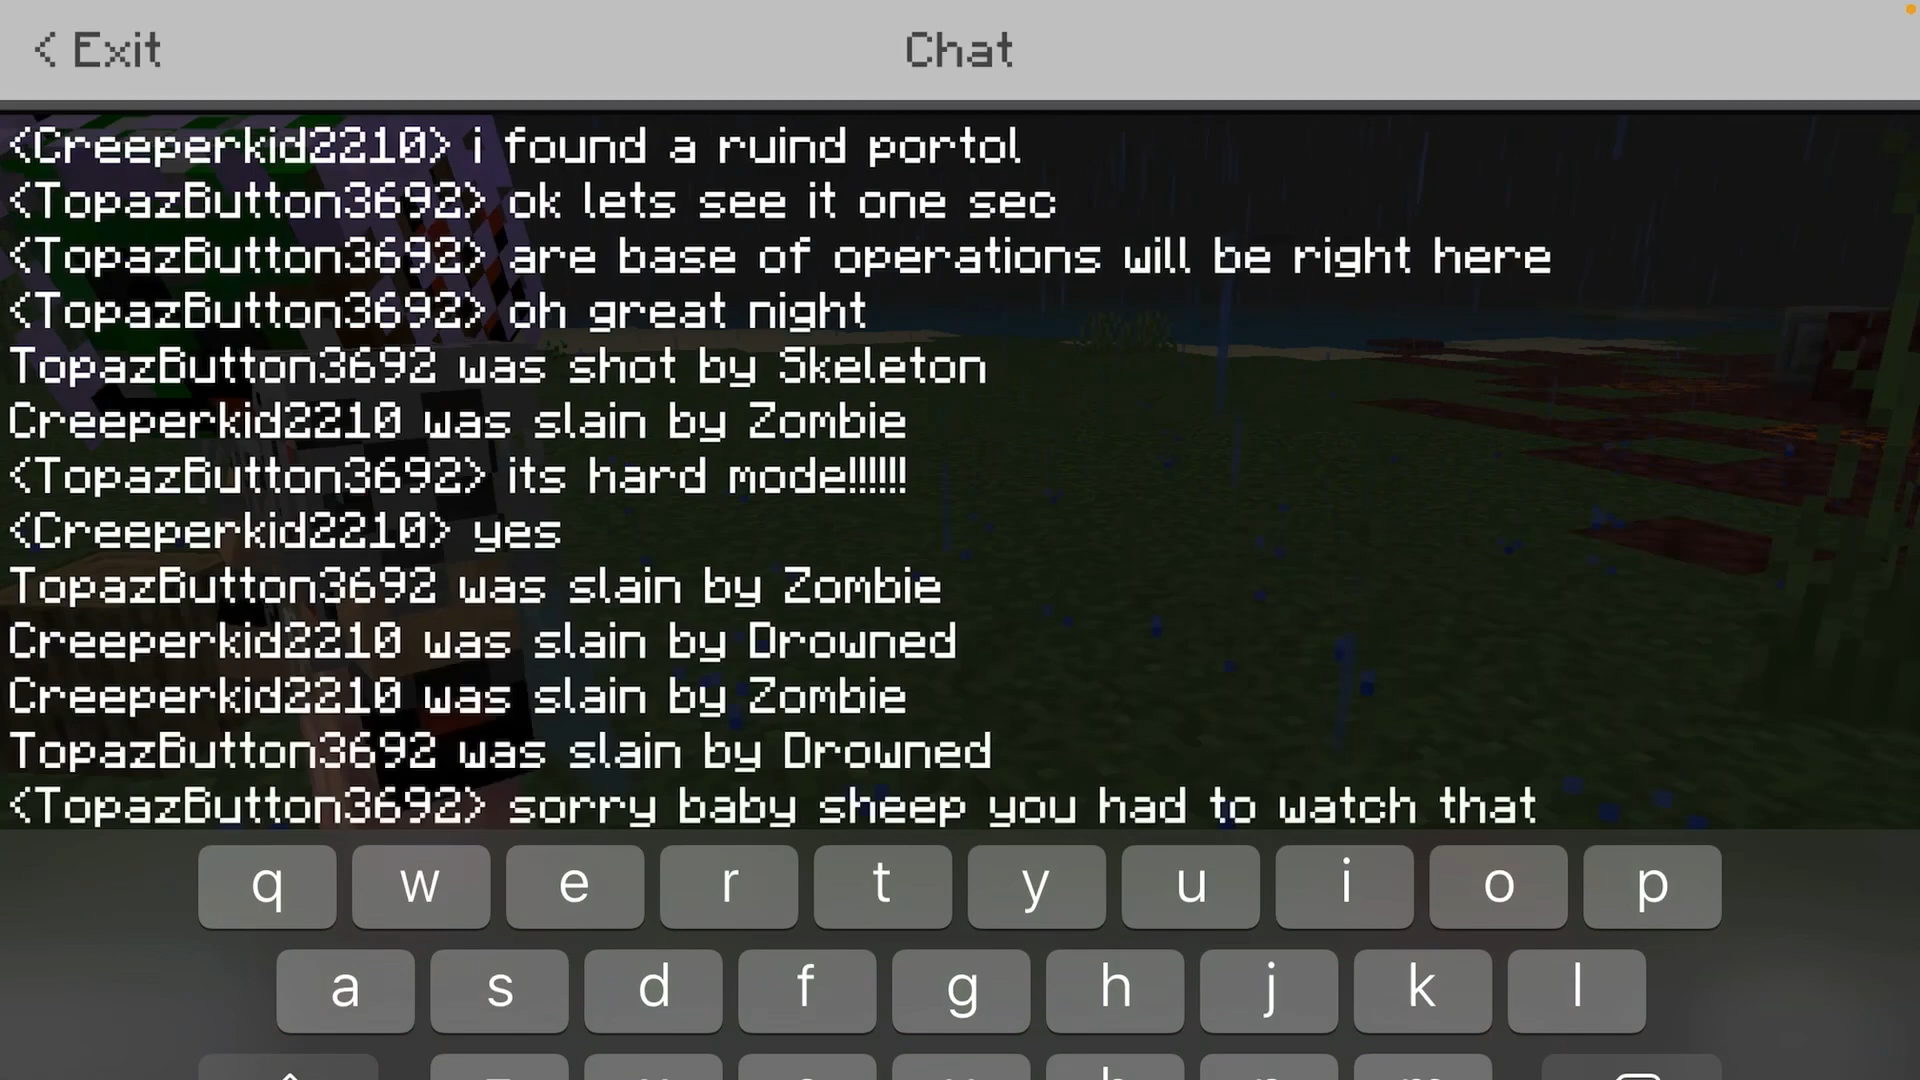 < Exit
Chat
<Creeperkid2210> i found a ruind portol
<TopazButton3692> ok lets see it one sec
<TopazButton3692> are base of operations will be right here
<TopazButton3692> oh great night
TopazButton3692 was shot by Skeleton
Creeperkid2210 was slain by Zombie
<TopazButton3692> its hard mode!!!!!!
<Creeperkid2210> yes
TopazButton3692 was slain by Zombie
Creeperkid2210 was slain by Drowned
Creeperkid2210 was slain by Zombie
TopazButton3692 was slain by Drowned
<TopazButton3692> sorry baby sheep you had to watch that
q w e r t y u i o p
a s d f g h j k l